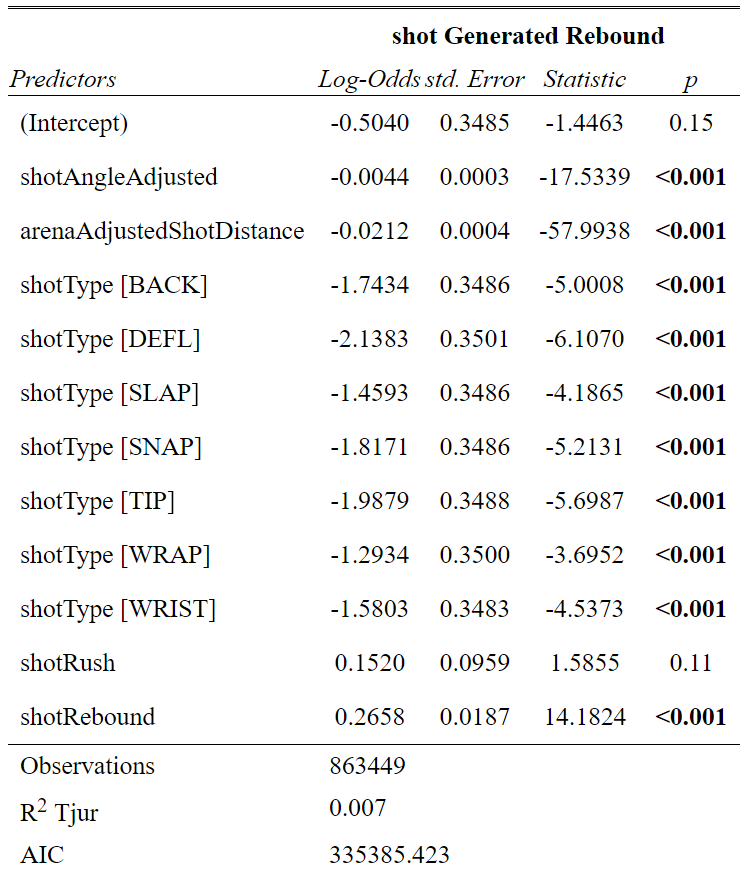 shot Generated Rebound
Predictors Log-Odds std. Error Statistic p
(Intercept) -0.5040 0.3485 -1.4463 0.15
shotAngleAdjusted -0.0044 0.0003 -17.5339 <0.001
arenaAdjustedShotDistance -0.0212 0.0004 -57.9938 <0.001
shotType [BACK] -1.7434 0.3486 -5.0008 <0.001
shotType [DEFL] -2.1383 0.3501 -6.1070 <0.001
shotType [SLAP] -1.4593 0.3486 -4.1865 <0.001
shotType [SNAP] -1.8171 0.3486 -5.2131 <0.001
shotType [TIP] -1.9879 0.3488 -5.6987 <0.001
shotType [WRAP] -1.2934 0.3500 -3.6952 <0.001
shotType [WRIST] -1.5803 0.3483 -4.5373 <0.001
shotRush 0.1520 0.0959 1.5855 0.11
shotRebound 0.2658 0.0187 14.1824 <0.001
Observations 863449
R² Tjur 0.007
AIC 335385.423